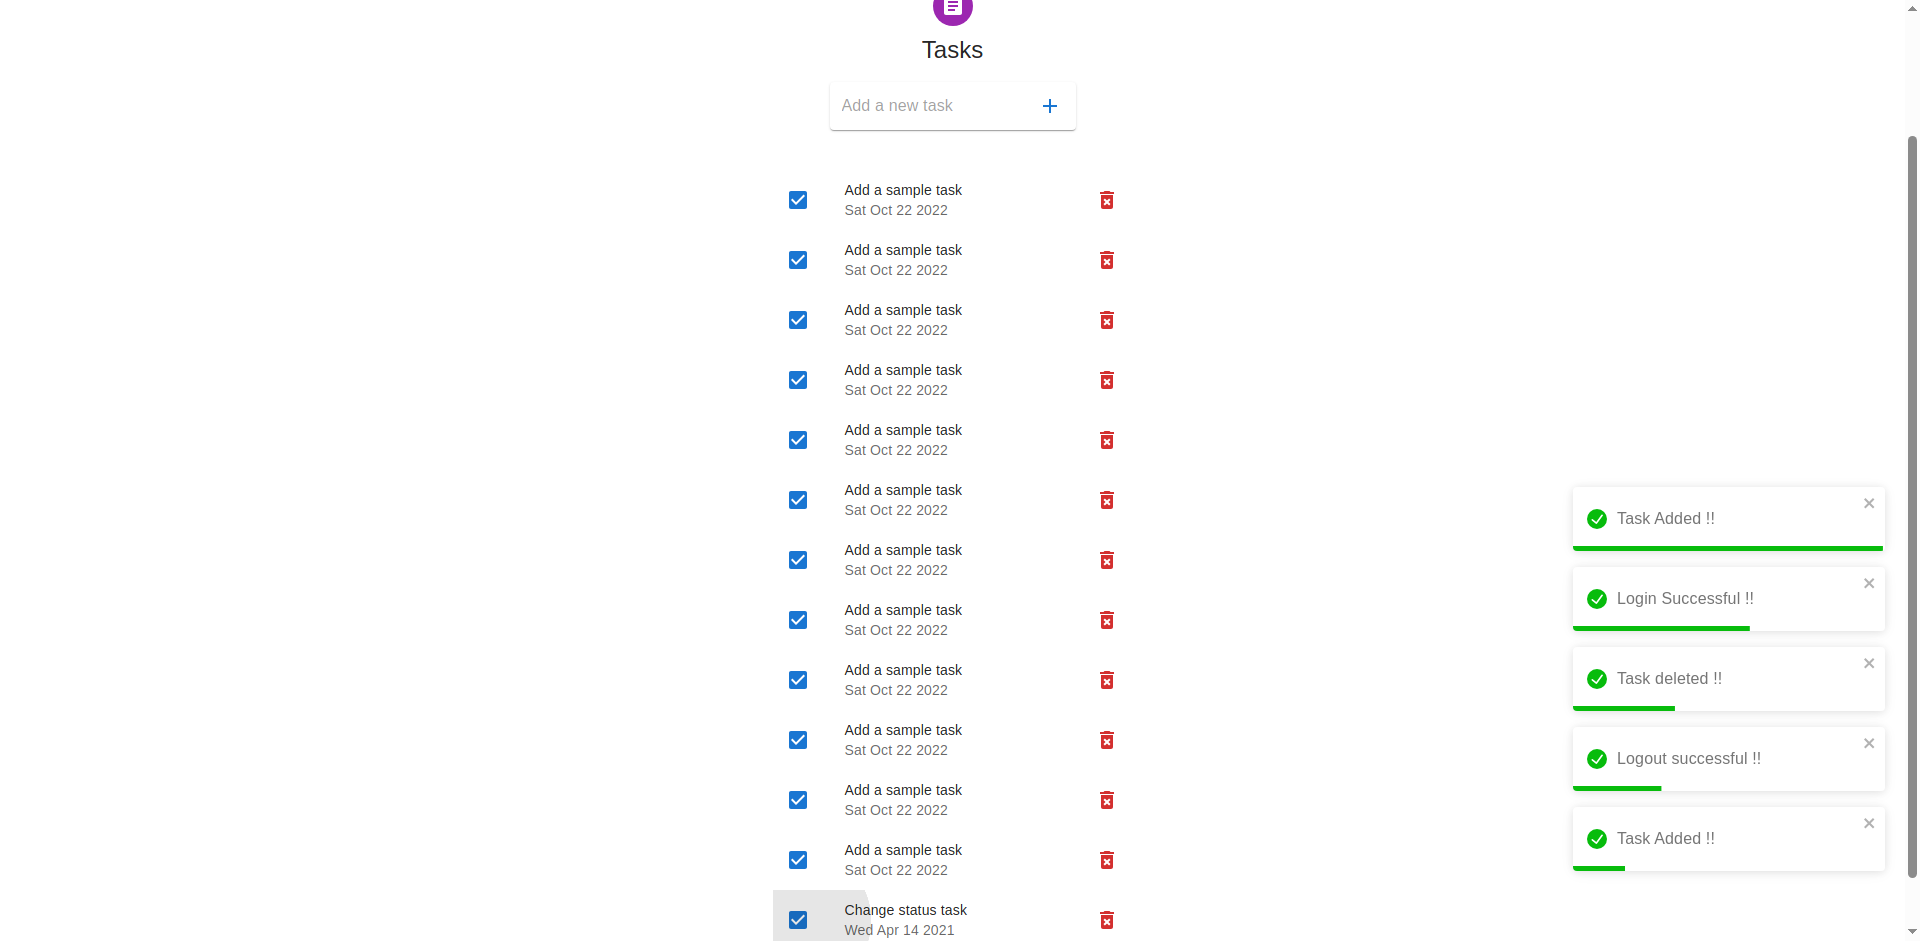 Tasks
Add a new task
Add a sample task
Sat Oct 22 2022
Add a sample task
Sat Oct 22 2022
Add a sample task
Sat Oct 22 2022
Add a sample task
Sat Oct 22 2022
Add a sample task
Sat Oct 22 2022
Add a sample task
Sat Oct 22 2022
Add a sample task
Sat Oct 22 2022
Add a sample task
Sat Oct 22 2022
Add a sample task
Sat Oct 22 2022
Add a sample task
Sat Oct 22 2022
Add a sample task
Sat Oct 22 2022
Add a sample task
Sat Oct 22 2022
Change status task
Wed Apr 14 2021
Task Added !!
Login Successful !!
Task deleted !!
Logout successful !!
Task Added !!